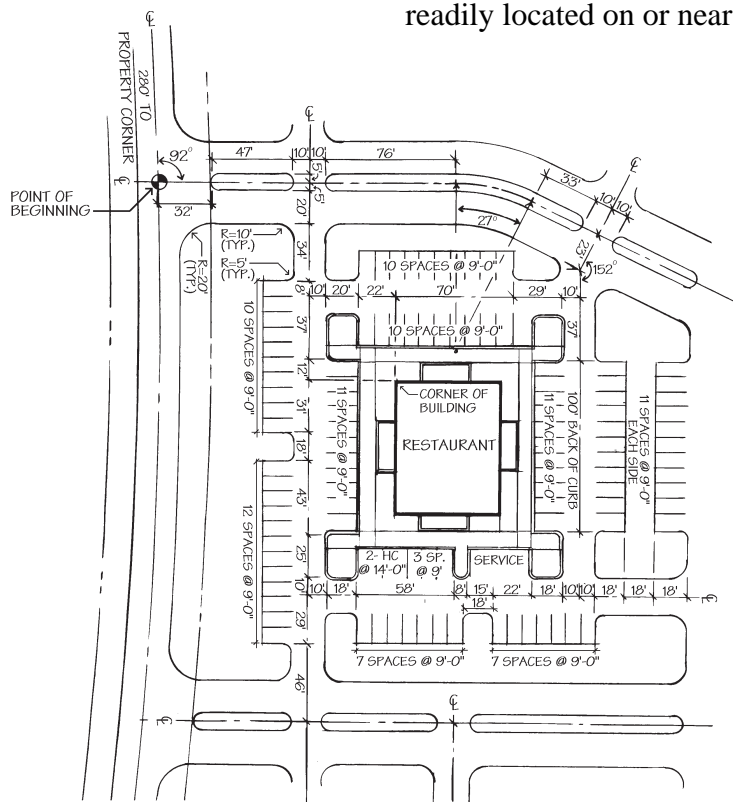 readily located on or near
℄
℄
℄
280' TO
PROPERTY CORNER
92°
47'
10'
10'
76'
33'
10'
10'
℄
5'
5'
POINT OF
BEGINNING
32'
20'
27°
23'
R=10'
(TYP.)
34'
R=5'
(TYP.)
R=20'
(TYP.)
10 SPACES @ 9'-0"
152°
8'
10'
20'
22'
70'
29'
10'
10 SPACES @ 9'-0"
37'
10 SPACES @ 9'-0"
37'
12'
CORNER OF
BUILDING
31'
11 SPACES @ 9'-0"
RESTAURANT
11 SPACES @ 9'-0"
100' BACK OF CURB
11 SPACES @ 9'-0"
EACH SIDE
18'
43'
12 SPACES @ 9'-0"
25'
2- HC
@ 14'-0"
3 SP.
@ 9'
SERVICE
10'
10'
18'
58'
8'
15'
22'
18'
10'
10'
18'
18'
18'
℄
18'
29'
7 SPACES @ 9'-0"
7 SPACES @ 9'-0"
46'
℄
℄